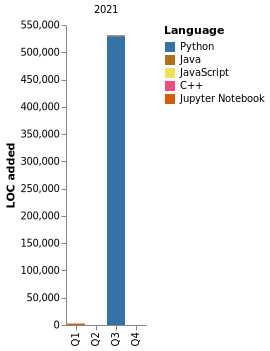 2021
Language
Python
Java
JavaScript
C++
Jupyter Notebook
LOC added
550,000
500,000
450,000
400,000
350,000
300,000
250,000
200,000
150,000
100,000
50,000
0
Q1
Q2
Q3
Q4